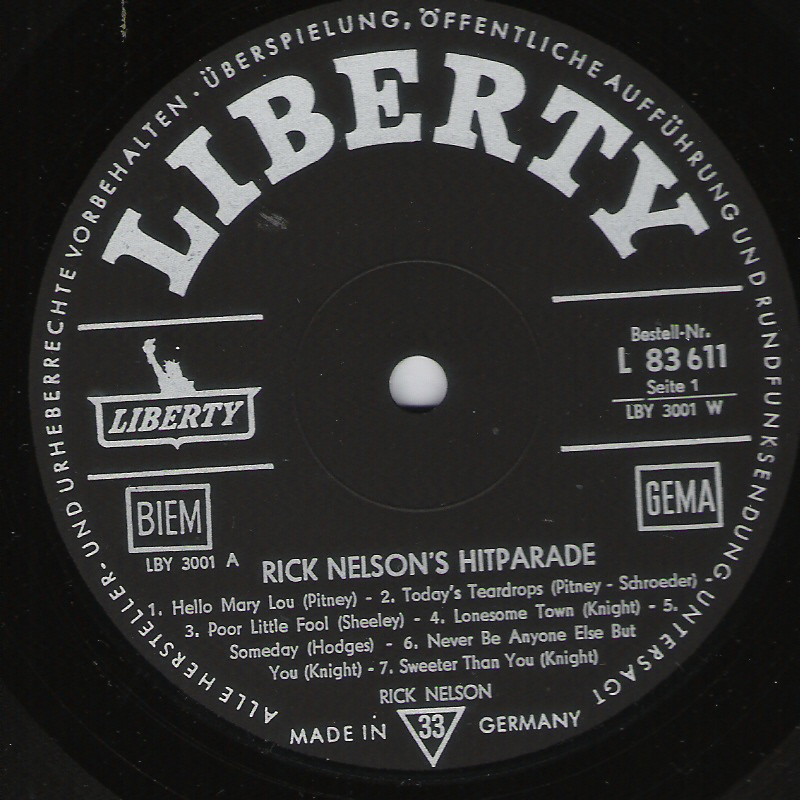 ALLE HERSTELLER- UND URHEBERRECHTE VORBEHALTEN · ÜBERSPIELUNG, ÖFFENTLICHE AUFFÜHRUNG UND RUNDFUNKSENDUNG, UNTERSAGT
LIBERTY
LIBERTY
Bestell-Nr.
L 83 611
Seite 1
LBY 3001 W
BIEM
GEMA
LBY 3001 A
RICK NELSON'S HITPARADE
1. Hello Mary Lou (Pitney) - 2. Today's Teardrops (Pitney - Schroeder)
3. Poor Little Fool (Sheeley) - 4. Lonesome Town (Knight) - 5.
Someday (Hodges) - 6. Never Be Anyone Else But
You (Knight) - 7. Sweeter Than You (Knight)
RICK NELSON
MADE IN 33 GERMANY